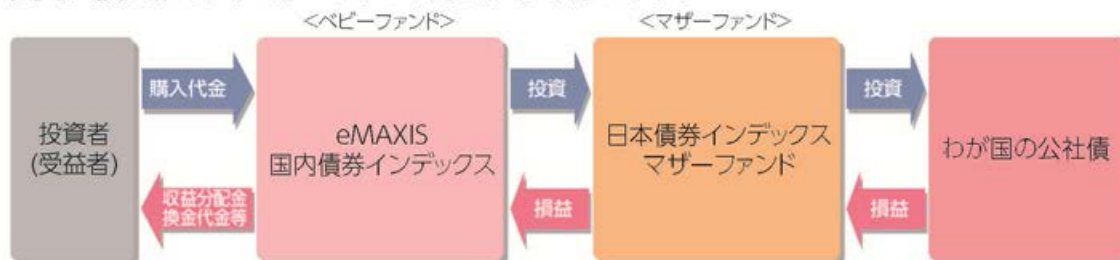 <ベビーファンド>
<マザーファンド>
購入代金
投資
投資
投資者
(受益者)
eMAXIS
国内債券インデックス
日本債券インデックス
マザーファンド
わが国の公社債
収益分配金
換金代金等
損益
損益